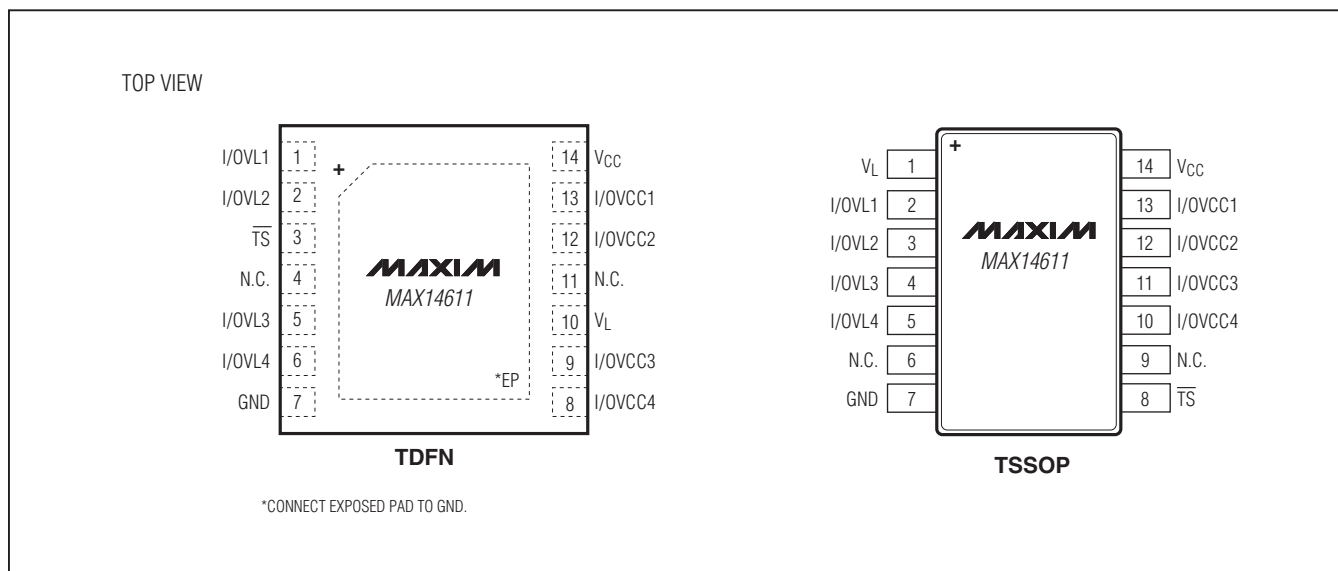 TOP VIEW
I/OVL1 1
I/OVL2 2
T̅S̅ 3
N.C. 4
I/OVL3 5
I/OVL4 6
GND 7
+
MAXIM
MAX14611
*EP
14 VCC
13 I/OVCC1
12 I/OVCC2
11 N.C.
10 VL
9 I/OVCC3
8 I/OVCC4
TDFN
*CONNECT EXPOSED PAD TO GND.
VL 1
I/OVL1 2
I/OVL2 3
I/OVL3 4
I/OVL4 5
N.C. 6
GND 7
+
MAXIM
MAX14611
14 VCC
13 I/OVCC1
12 I/OVCC2
11 I/OVCC3
10 I/OVCC4
9 N.C.
8 T̅S̅
TSSOP